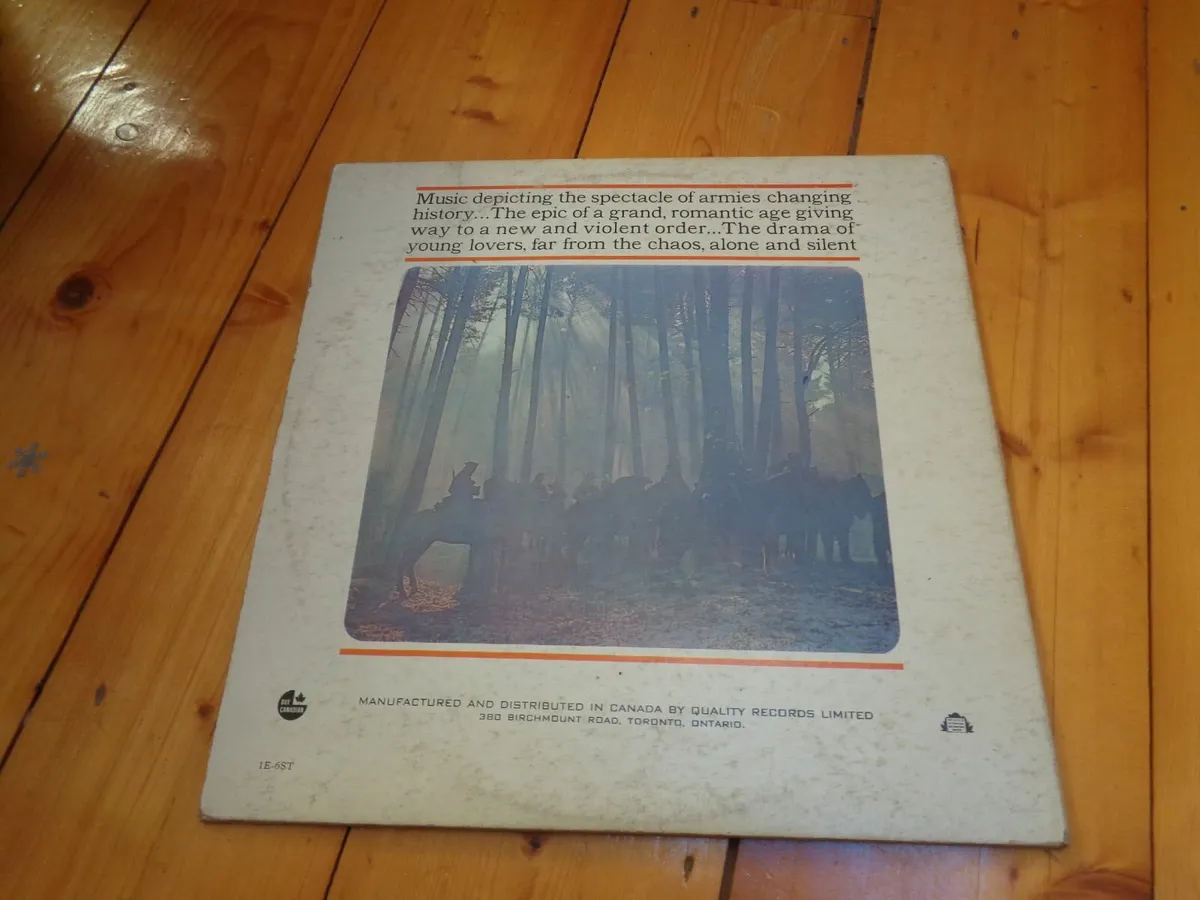 Music depicting the spectacle of armies changing
history...The epic of a grand, romantic age giving
way to a new and violent order...The drama of
young lovers, far from the chaos, alone and silent
MANUFACTURED AND DISTRIBUTED IN CANADA BY QUALITY RECORDS LIMITED
380 BIRCHMOUNT ROAD, TORONTO, ONTARIO.
CANADIAN
1E-6ST